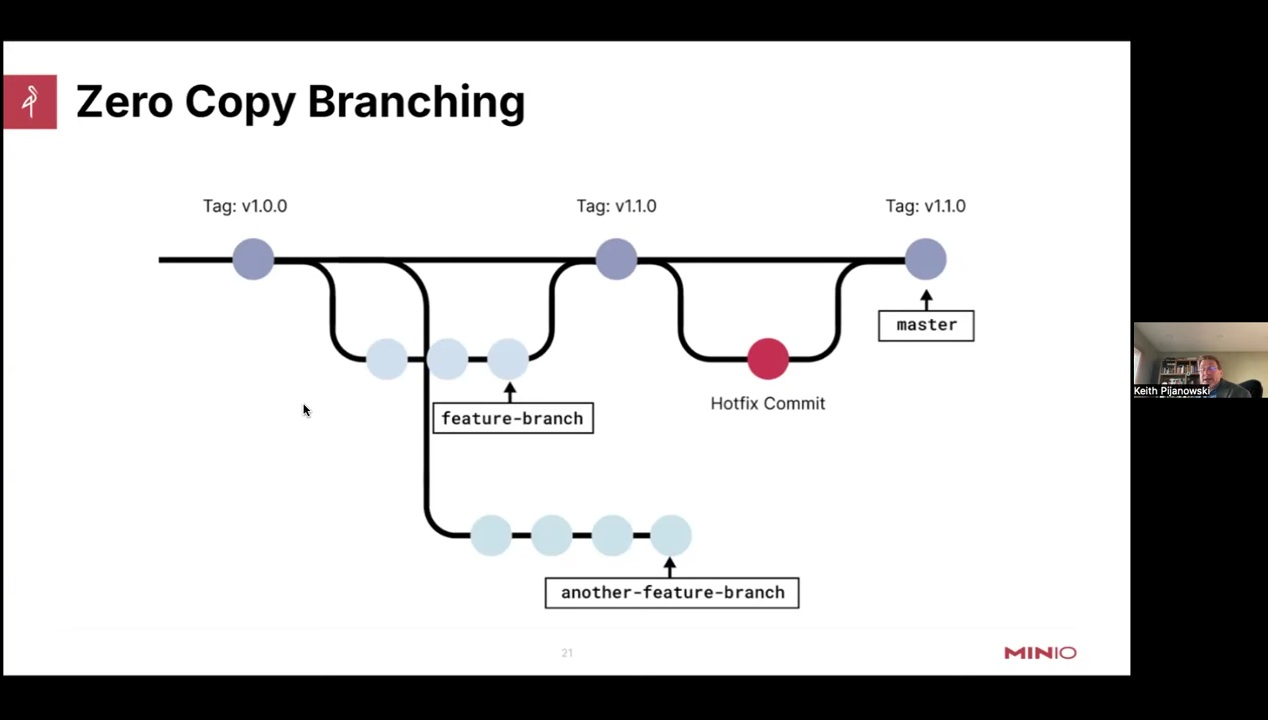 Zero Copy Branching
Tag: v1.0.0
Tag: v1.1.0
Tag: v1.1.0
master
feature-branch
Hotfix Commit
another-feature-branch
21
MINIO
Keith Pijanowski